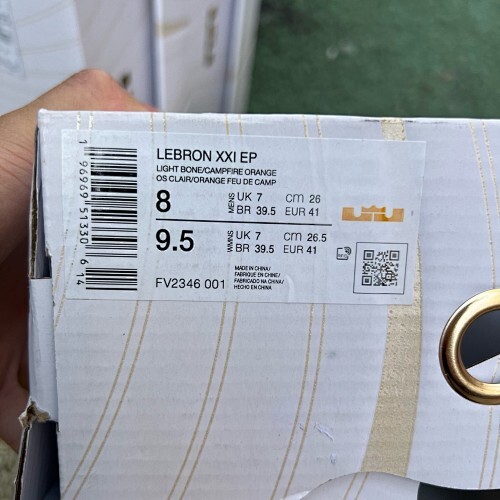 LEBRON XXI EP
LIGHT BONE/CAMPFIRE ORANGE
OS CLAIR/ORANGE FEU DE CAMP
8 MENS UK 7 cm 26
BR 39.5 EUR 41
9.5 WMNS UK 7 cm 26.5
BR 39.5 EUR 41
FV2346 001
MADE IN CHINA/
FABRIQUE EN CHINE/
FABRICADO NA CHINA/
HECHO EN CHINA
1 96969 51330 6 14